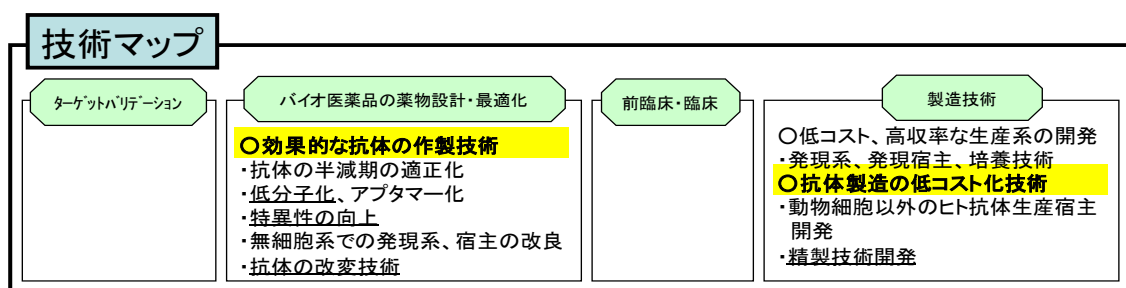 技術マップ
ﾀｰｹﾞｯﾄﾊﾞﾘﾃﾞｰｼｮﾝ
バイオ医薬品の薬物設計・最適化
前臨床・臨床
製造技術
〇効果的な抗体の作製技術
・抗体の半減期の適正化
・低分子化、アプタマー化
・特異性の向上
・無細胞系での発現系、宿主の改良
・抗体の改変技術
〇低コスト、高収率な生産系の開発
・発現系、発現宿主、培養技術
〇抗体製造の低コスト化技術
・動物細胞以外のヒト抗体生産宿主
開発
・精製技術開発